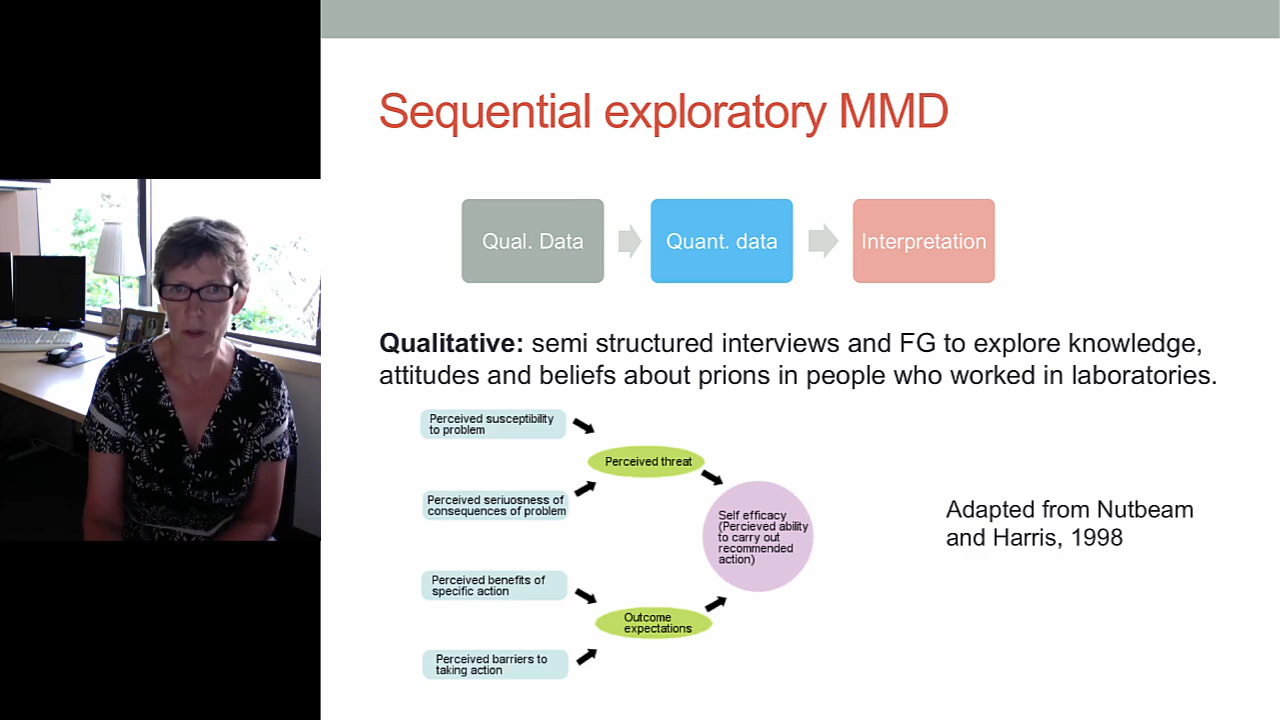 Sequential exploratory MMD
Qual. Data
Quant. data
Interpretation
Qualitative: semi structured interviews and FG to explore knowledge,
attitudes and beliefs about prions in people who worked in laboratories.
Perceived susceptibility
to problem
Perceived threat
Perceived seriuosness of
consequences of problem
Self efficacy
(Percieved ability
to carry out
recommended
action)
Adapted from Nutbeam
and Harris, 1998
Perceived benefits of
specific action
Outcome
expectations
Perceived barriers to
taking action